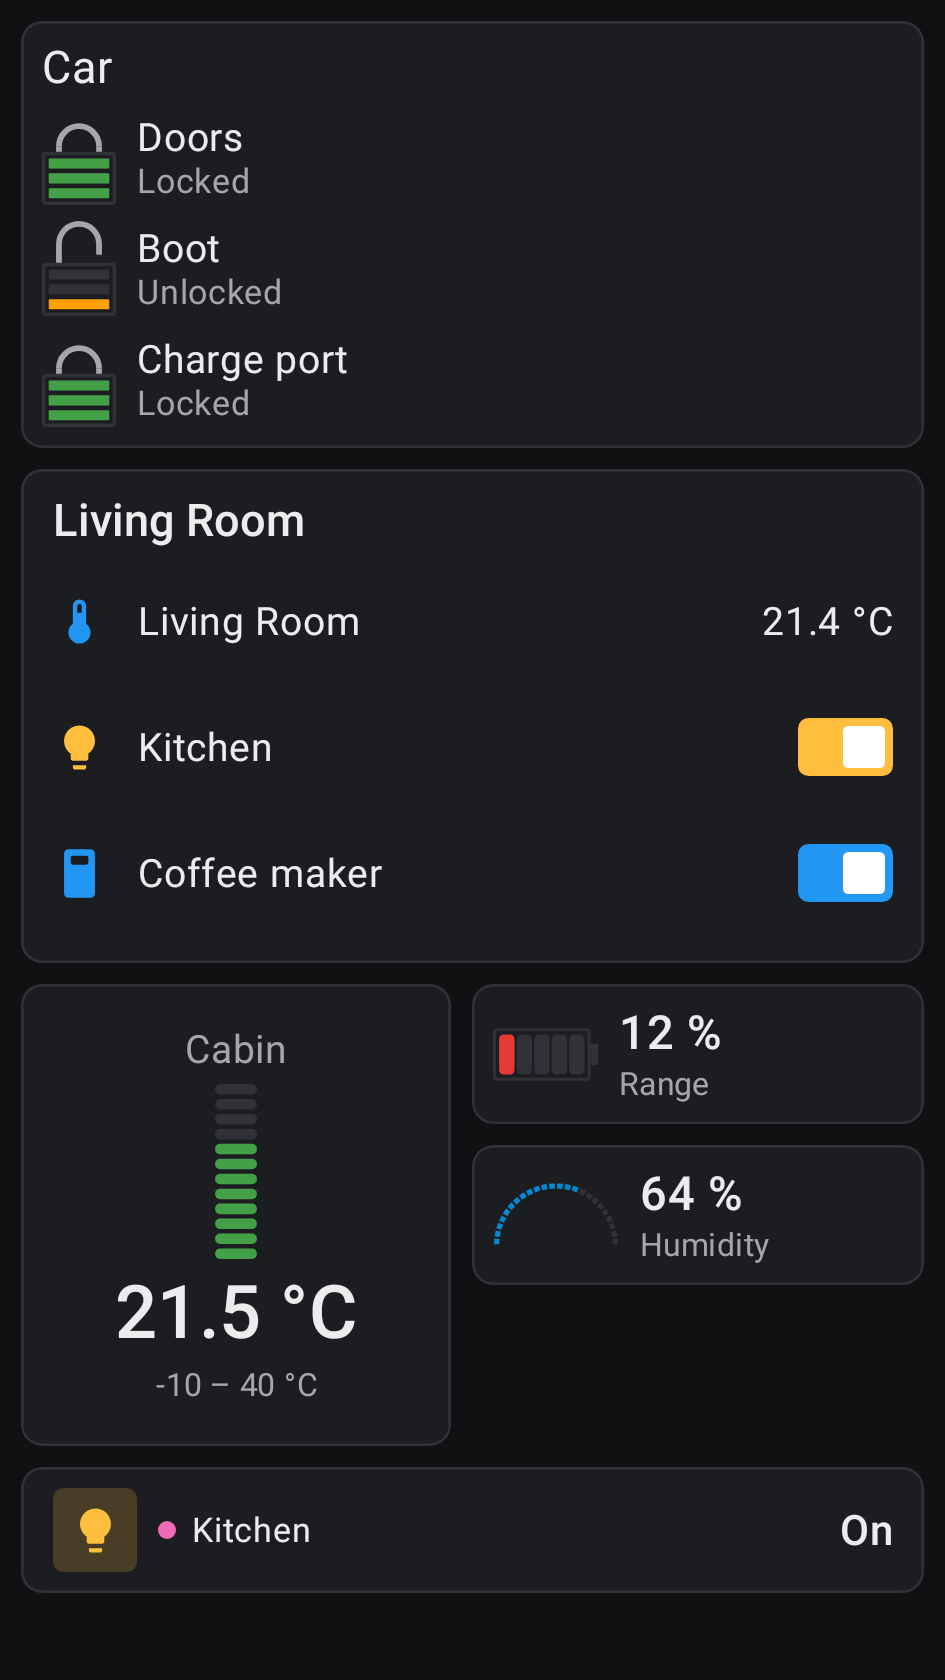 Car
Doors
Locked
Boot
Unlocked
Charge port
Locked
Living Room
Living Room
21.4 °C
Kitchen
Coffee maker
Cabin
21.5 °C
-10 – 40 °C
12 %
Range
64 %
Humidity
Kitchen
On